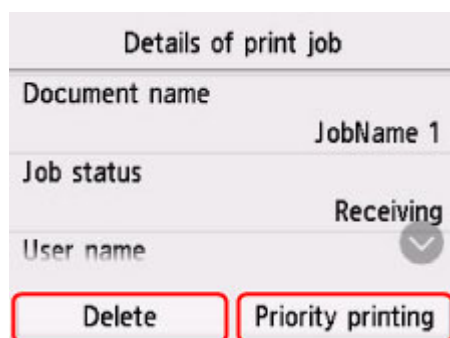 Details of print job
Document name
JobName 1
Job status
Receiving
User name
Delete
Priority printing